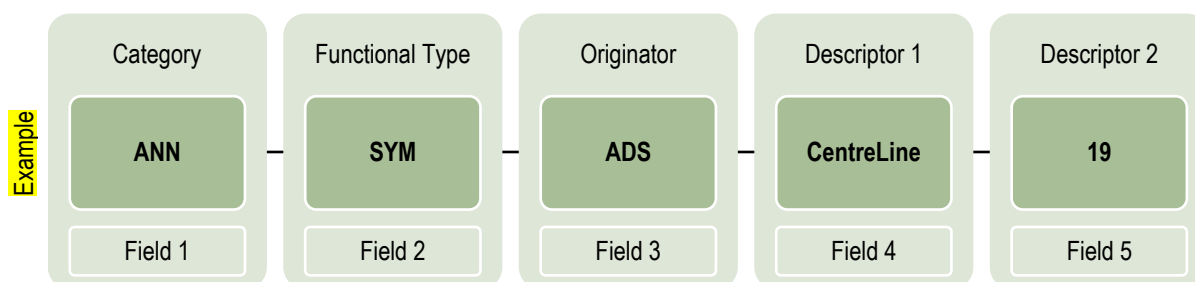 Category
Functional Type
Originator
Descriptor 1
Descriptor 2
Example
ANN
-
SYM
-
ADS
-
CentreLine
-
19
Field 1
Field 2
Field 3
Field 4
Field 5